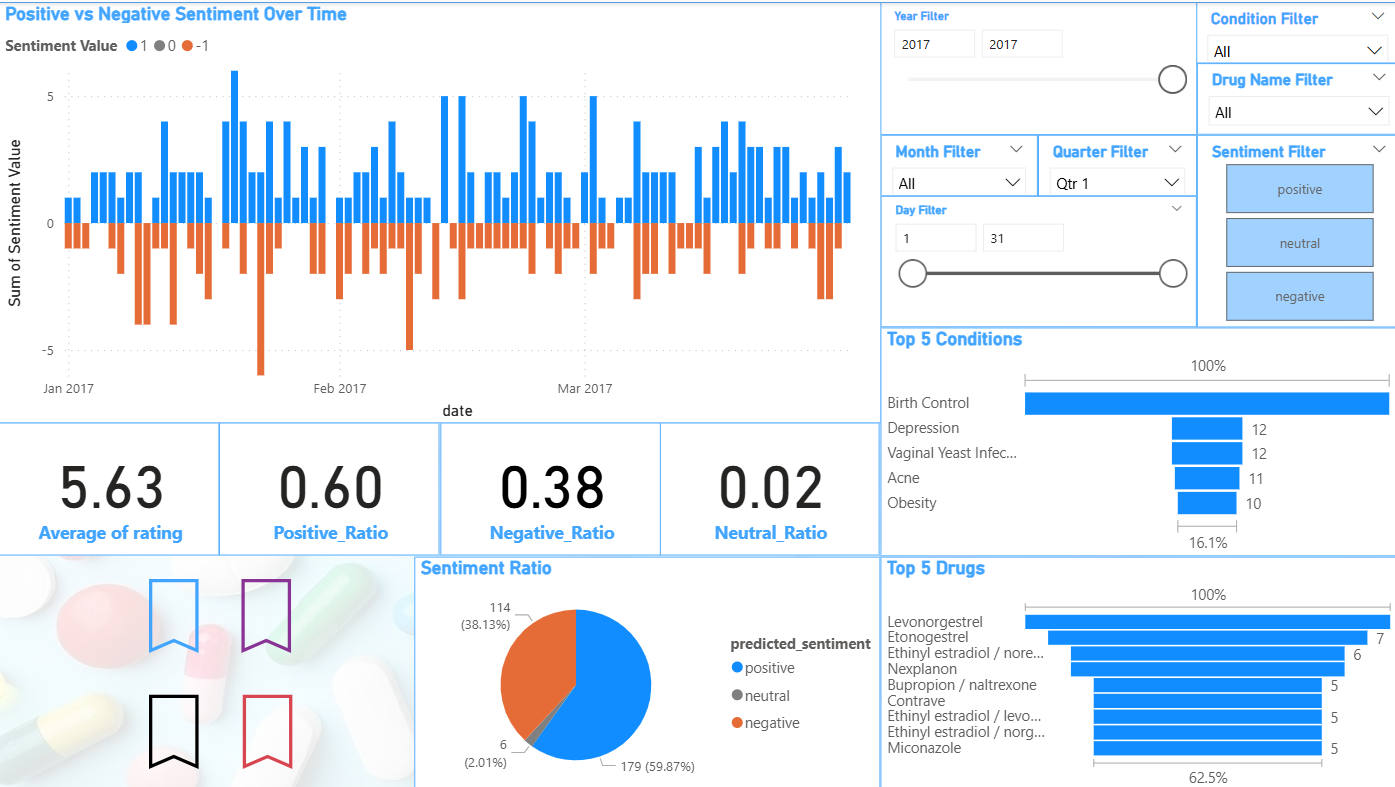 Positive vs Negative Sentiment Over Time
Sentiment Value 1 0 -1
Sum of Sentiment Value
5
0
-5
Jan 2017 Feb 2017 Mar 2017
date
Year Filter
2017 2017
Condition Filter
All
Drug Name Filter
All
Month Filter
All
Quarter Filter
Qtr 1
Sentiment Filter
positive
neutral
negative
Day Filter
1 31
Top 5 Conditions
100%
Birth Control
Depression 12
Vaginal Yeast Infec... 12
Acne 11
Obesity 10
16.1%
5.63
Average of rating
0.60
Positive_Ratio
0.38
Negative_Ratio
0.02
Neutral_Ratio
Sentiment Ratio
114
(38.13%)
6
(2.01%)
179 (59.87%)
predicted_sentiment
positive
neutral
negative
Top 5 Drugs
100%
Levonorgestrel
Etonogestrel 7
Ethinyl estradiol / nore... 6
Nexplanon
Bupropion / naltrexone 5
Contrave
Ethinyl estradiol / levo... 5
Ethinyl estradiol / norg...
Miconazole 5
62.5%